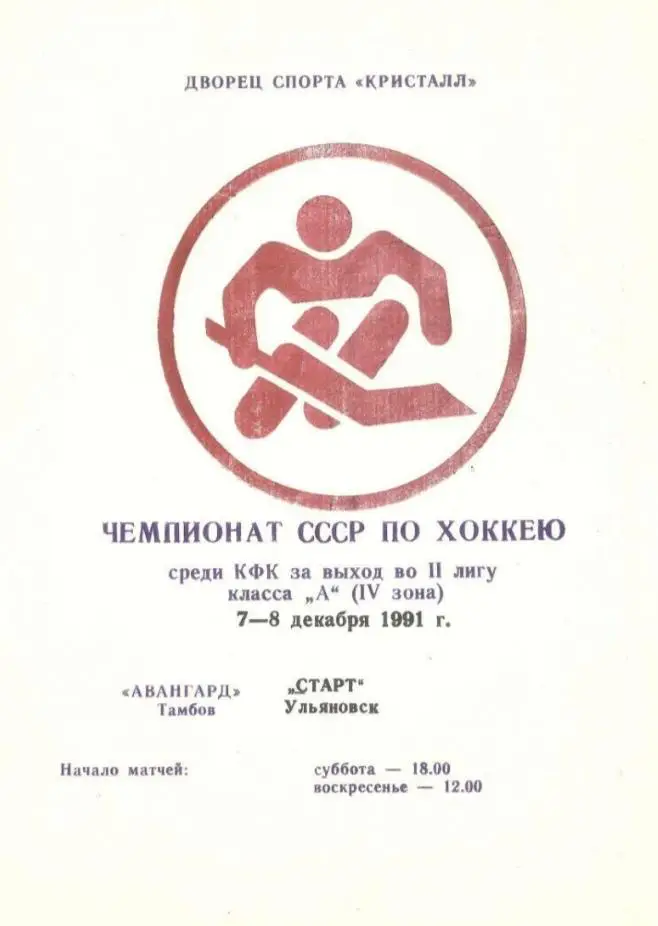 ДВОРЕЦ СПОРТА «КРИСТАЛЛ»
ЧЕМПИОНАТ СССР ПО ХОККЕЮ
среди КФК за выход во II лигу
класса „А“ (IV зона)
7—8 декабря 1991 г.
«АВАНГАРД» „СТАРТ“
Тамбов Ульяновск
Начало матчей: суббота — 18.00
воскресенье — 12.00